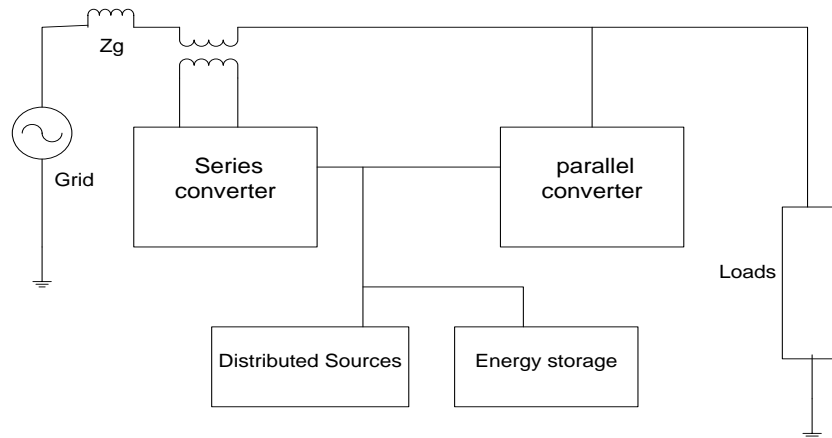 Zg
Series
converter
parallel
converter
Grid
Loads
Distributed Sources
Energy storage